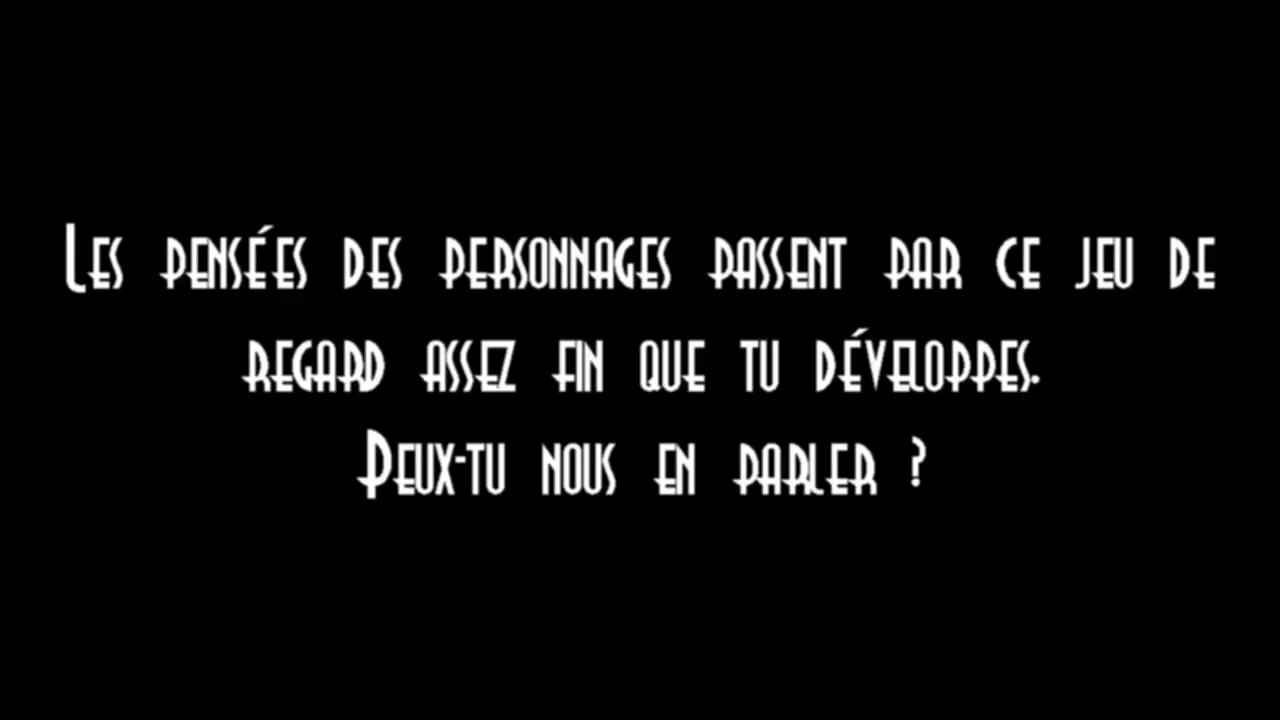 Les pensées des personnages passent par ce jeu de
regard assez fin que tu développes.
Peux-tu nous en parler ?